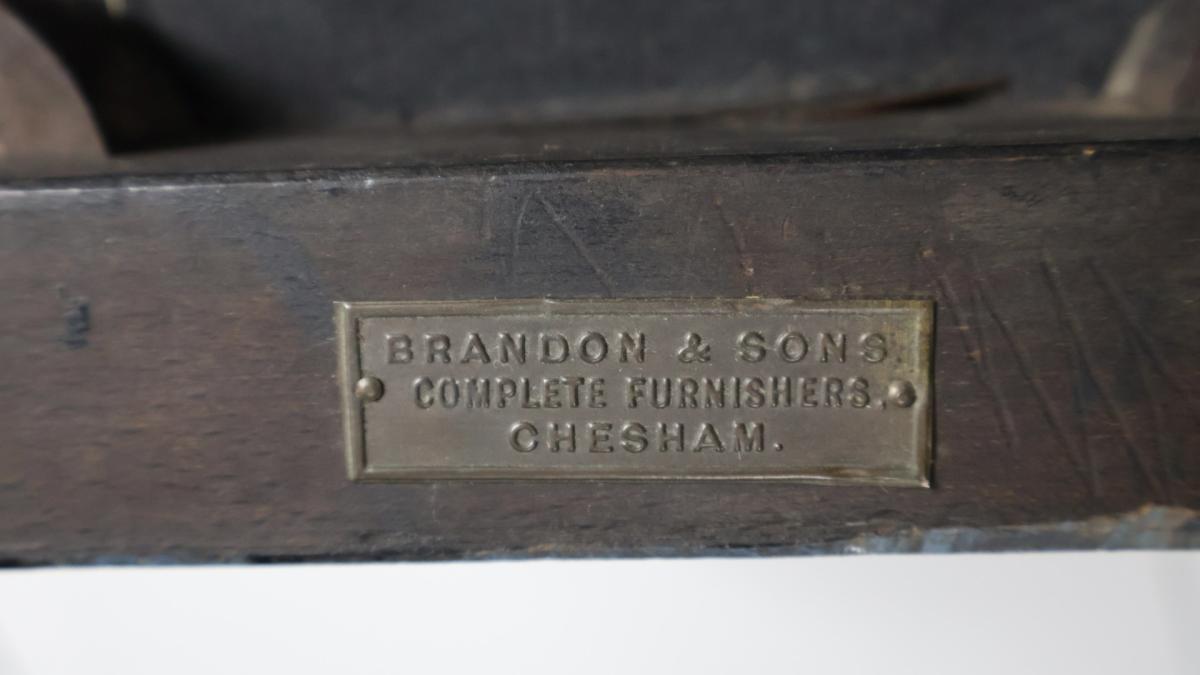 BRANDON & SONS
COMPLETE FURNISHERS,
CHESHAM.